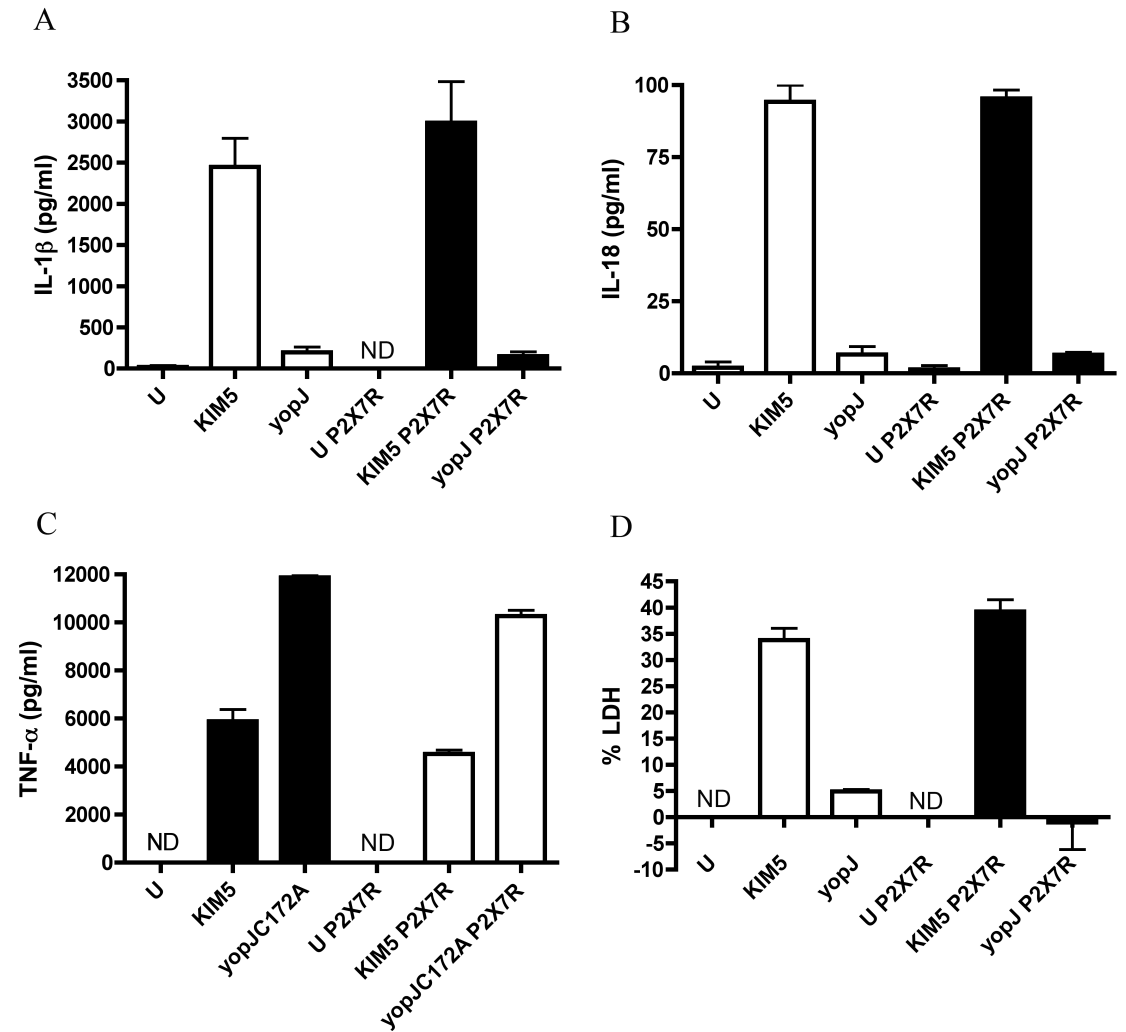 A
IL-1β (pg/ml)
3500
3000
2500
2000
1500
1000
500
0
ND
U
KIM5
yopJ
U P2X7R
KIM5 P2X7R
yopJ P2X7R
B
IL-18 (pg/ml)
100
75
50
25
0
U
KIM5
yopJ
U P2X7R
KIM5 P2X7R
yopJ P2X7R
C
TNF-α (pg/ml)
12000
10000
8000
6000
4000
2000
0
ND
ND
U
KIM5
yopJC172A
U P2X7R
KIM5 P2X7R
yopJC172A P2X7R
D
% LDH
45
40
35
30
25
20
15
10
5
0
-5
-10
ND
ND
U
KIM5
yopJ
U P2X7R
KIM5 P2X7R
yopJ P2X7R